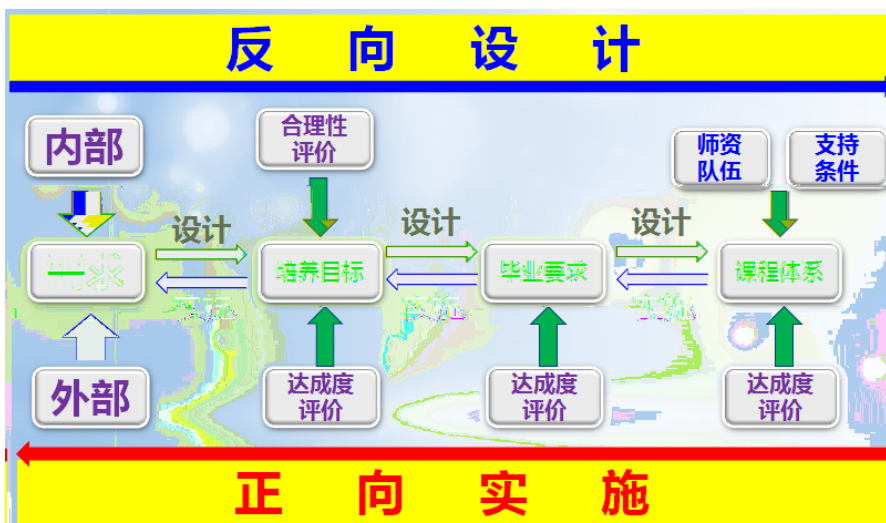 反向设计
内部
合理性
评价
师资
队伍
支持
条件
设计
设计
设计
求
培养目标
毕业要求
课程体系
外部
达成度
评价
达成度
评价
达成度
评价
正向实施